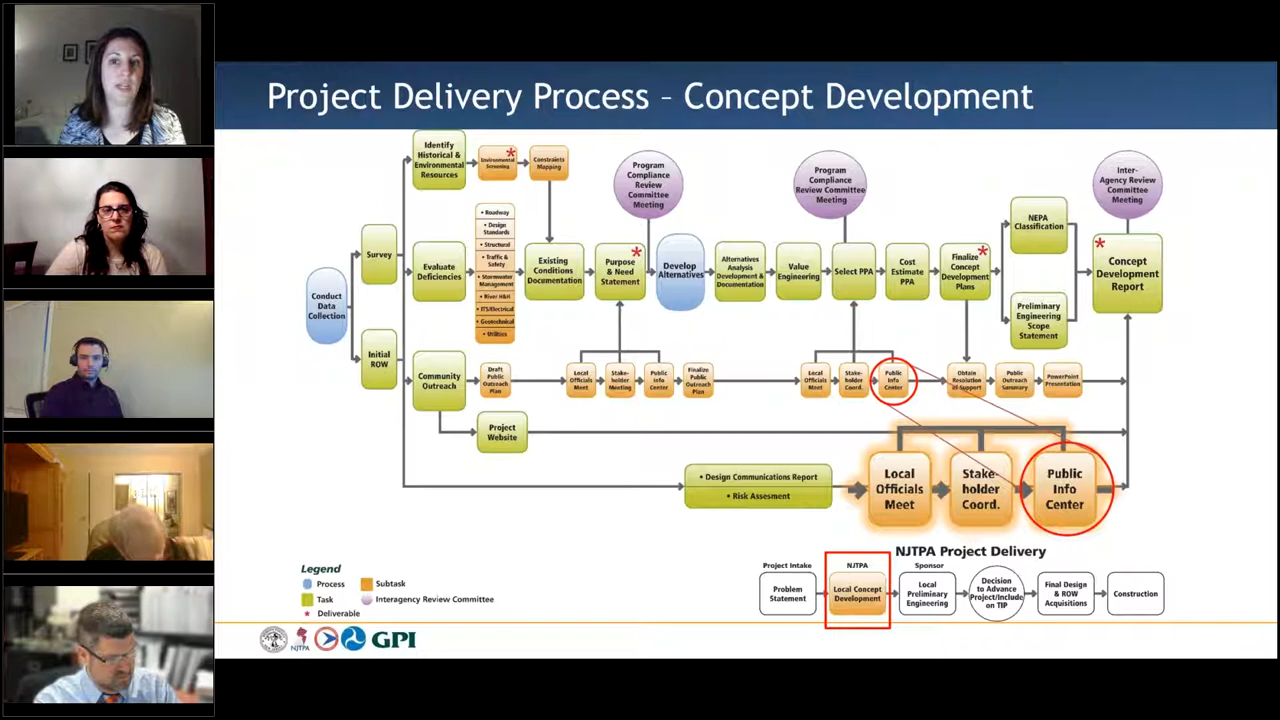 Project Delivery Process – Concept Development
Identify
Historical &
Environmental
Resources
Environmental
Screening
*
Constraints
Mapping
Program
Compliance
Review
Committee
Meeting
Program
Compliance
Review Committee
Meeting
Inter-
Agency Review
Committee
Meeting
Survey
Conduct
Data
Collection
Initial
ROW
Evaluate
Deficiencies
• Roadway
• Design
Standards
• Structural
• Traffic &
Safety
• Stormwater
Management
• River H&H
• ITS/Electrical
• Geotechnical
• Utilities
Existing
Conditions
Documentation
*
Purpose
& Need
Statement
Develop
Alternatives
Alternatives
Analysis
Development &
Documentation
Value
Engineering
Select PPA
Cost
Estimate
PPA
*
Finalize
Concept
Development
Plans
NEPA
Classification
Preliminary
Engineering
Scope
Statement
*
Concept
Development
Report
Community
Outreach
Draft
Public
Outreach
Plan
Local
Officials
Meet
Stake-
holder
Meeting
Public
Info
Center
Finalize
Public
Outreach
Plan
Local
Officials
Meet
Stake-
holder
Coord.
Public
Info
Center
Obtain
Resolution
of Support
Public
Outreach
Summary
PowerPoint
Presentation
Project
Website
• Design Communications Report
• Risk Assesment
Local
Officials
Meet
Stake-
holder
Coord.
Public
Info
Center
Legend
Process
Subtask
Task
Interagency Review Committee
* Deliverable
NJTPA Project Delivery
Project Intake
NJTPA
Sponsor
Problem
Statement
Local Concept
Development
Local
Preliminary
Engineering
Decision
to Advance
Project/Include
on TIP
Final Design
& ROW
Acquisitions
Construction
NJTPA
GPI